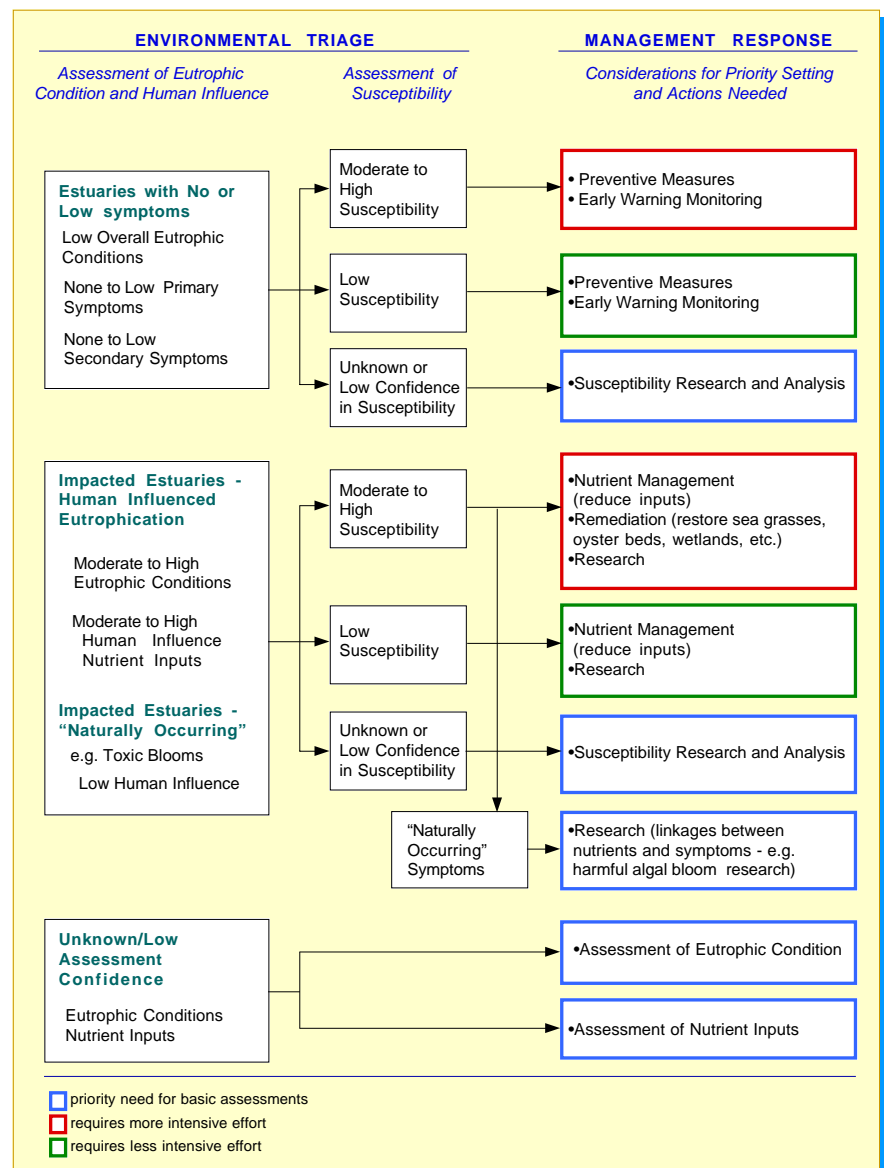 ENVIRONMENTAL TRIAGE
Assessment of Eutrophic
Condition and Human Influence
Assessment of
Susceptibility
MANAGEMENT RESPONSE
Considerations for Priority Setting
and Actions Needed
Estuaries with No or
Low symptoms
Low Overall Eutrophic
Conditions
None to Low Primary
Symptoms
None to Low
Secondary Symptoms
Moderate to
High
Susceptibility
• Preventive Measures
• Early Warning Monitoring
Low
Susceptibility
•Preventive Measures
•Early Warning Monitoring
Unknown or
Low Confidence
in Susceptibility
•Susceptibility Research and Analysis
Impacted Estuaries -
Human Influenced
Eutrophication
Moderate to High
Eutrophic Conditions
Moderate to High
Human Influence
Nutrient Inputs
Impacted Estuaries -
“Naturally Occurring”
e.g. Toxic Blooms
Low Human Influence
Moderate to
High
Susceptibility
•Nutrient Management
(reduce inputs)
•Remediation (restore sea grasses,
oyster beds, wetlands, etc.)
•Research
Low
Susceptibility
•Nutrient Management
(reduce inputs)
•Research
Unknown or
Low Confidence
in Susceptibility
•Susceptibility Research and Analysis
“Naturally
Occurring”
Symptoms
•Research (linkages between
nutrients and symptoms - e.g.
harmful algal bloom research)
Unknown/Low
Assessment
Confidence
Eutrophic Conditions
Nutrient Inputs
•Assessment of Eutrophic Condition
•Assessment of Nutrient Inputs
priority need for basic assessments
requires more intensive effort
requires less intensive effort